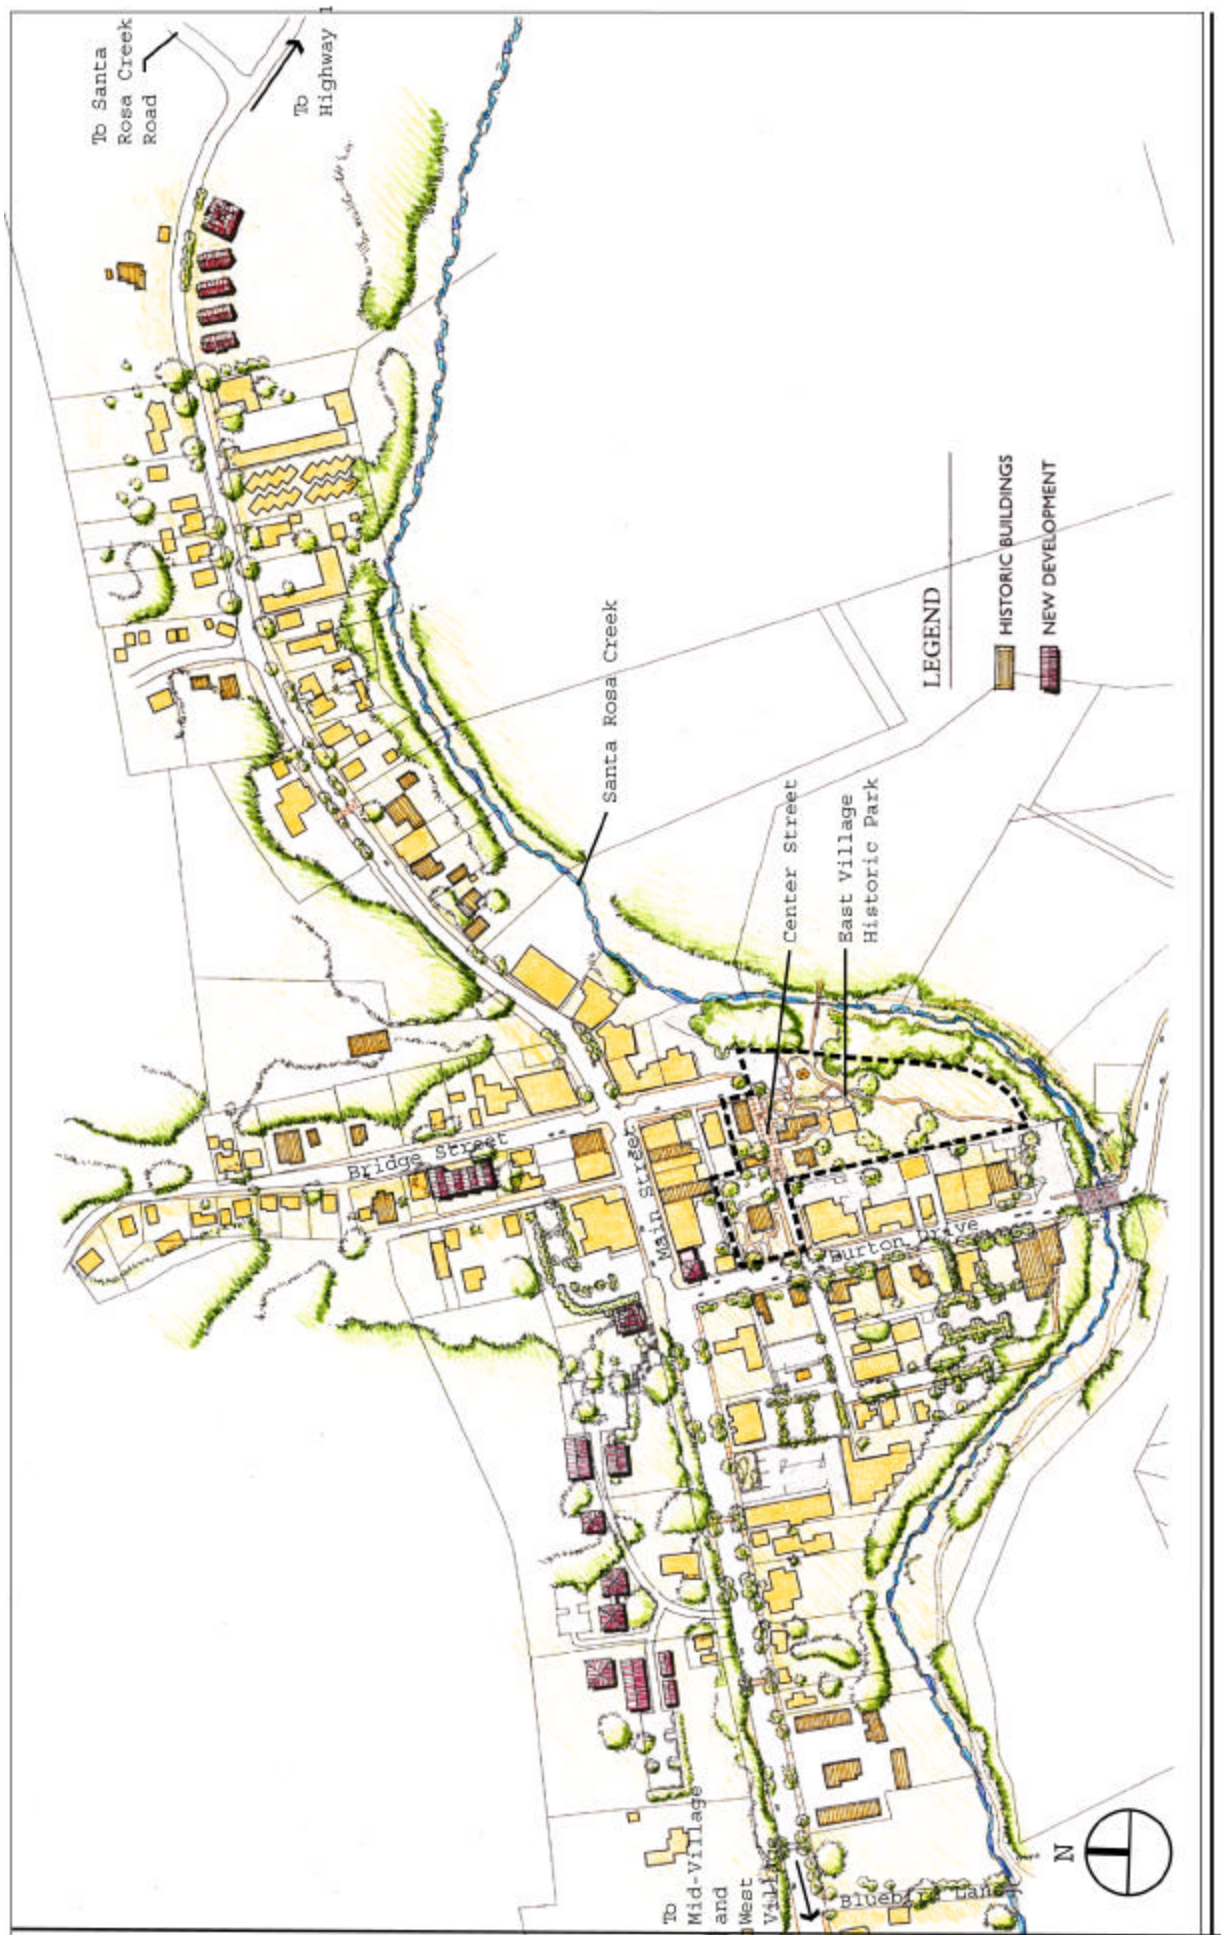 To Santa
Rosa Creek
Road
To
Highway 1
Santa Rosa Creek
LEGEND
HISTORIC BUILDINGS
NEW DEVELOPMENT
Center Street
East Village
Historic Park
Bridge Street
Main Street
Burton Drive
To
Mid-Village
and
West
Village
Bluebird Lane
N